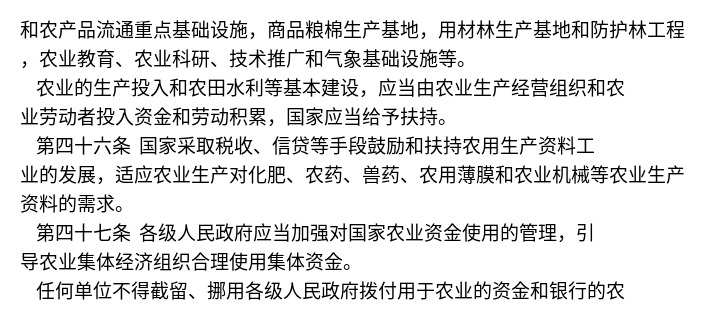 和农产品流通重点基础设施，商品粮棉生产基地，用材林生产基地和防护林工程
，农业教育、农业科研、技术推广和气象基础设施等。
农业的生产投入和农田水利等基本建设，应当由农业生产经营组织和农
业劳动者投入资金和劳动积累，国家应当给予扶持。
第四十六条 国家采取税收、信贷等手段鼓励和扶持农用生产资料工
业的发展，适应农业生产对化肥、农药、兽药、农用薄膜和农业机械等农业生产
资料的需求。
第四十七条 各级人民政府应当加强对国家农业资金使用的管理，引
导农业集体经济组织合理使用集体资金。
任何单位不得截留、挪用各级人民政府拨付用于农业的资金和银行的农